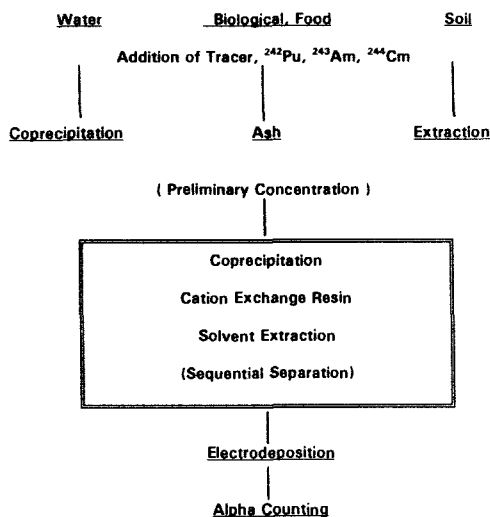 Water Biological, Food Soil
Addition of Tracer, ²⁴²Pu, ²⁴³Am, ²⁴⁴Cm
Coprecipitation Ash Extraction
( Preliminary Concentration )
Coprecipitation
Cation Exchange Resin
Solvent Extraction
(Sequential Separation)
Electrodeposition
Alpha Counting